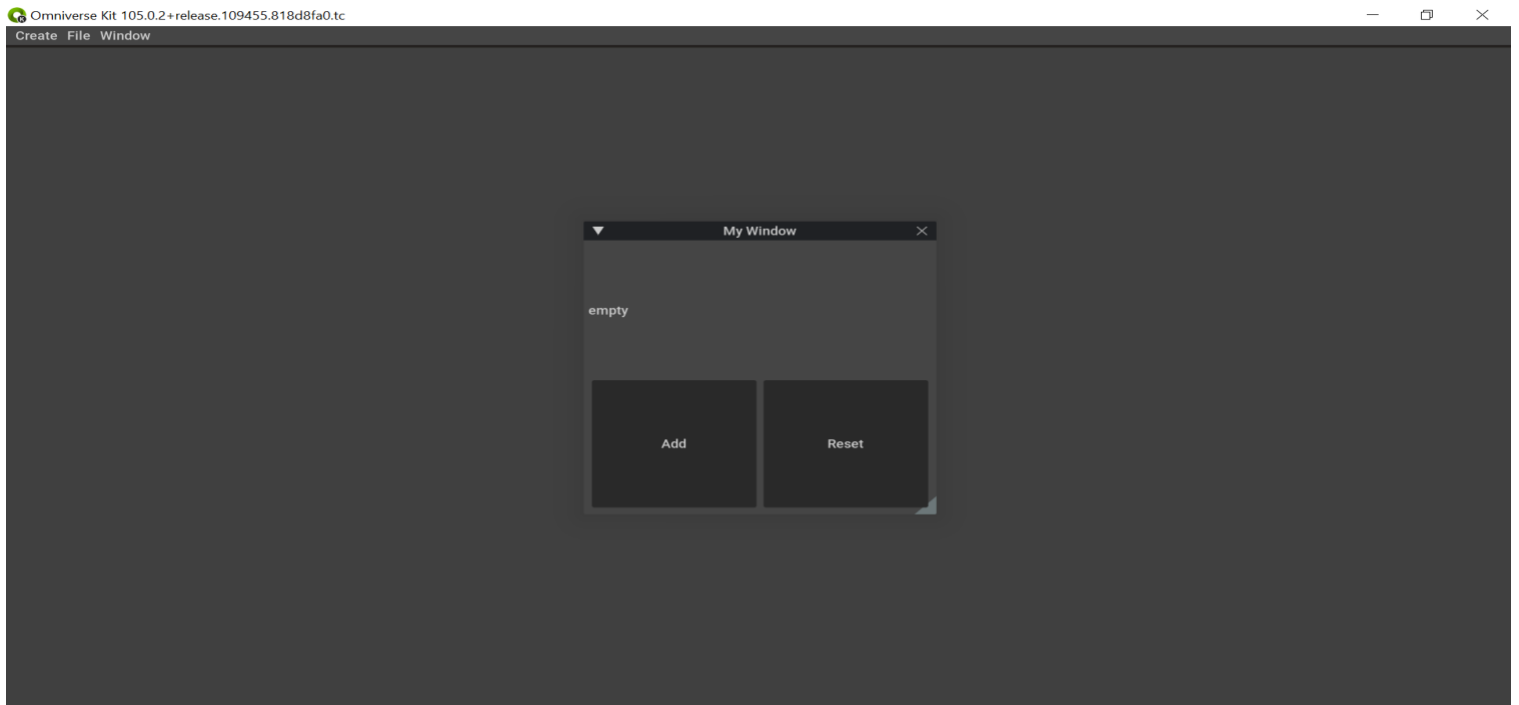 Omniverse Kit 105.0.2+release.109455.818d8fa0.tc
Create File Window
My Window
empty
Add Reset